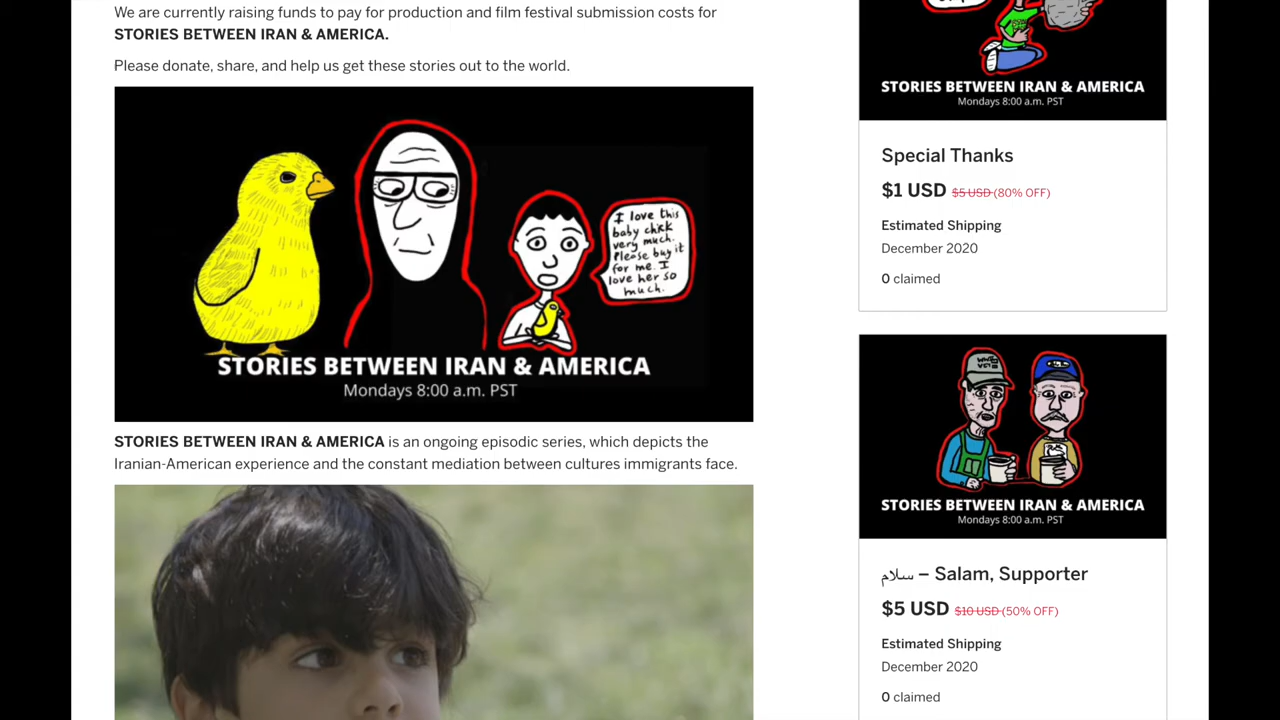 We are currently raising funds to pay for production and film festival submission costs for
STORIES BETWEEN IRAN & AMERICA.
Please donate, share, and help us get these stories out to the world.
I love this
baby chick
very much.
Please buy it
for me. I
love her so
much.
STORIES BETWEEN IRAN & AMERICA
Mondays 8:00 a.m. PST
STORIES BETWEEN IRAN & AMERICA is an ongoing episodic series, which depicts the
Iranian-American experience and the constant mediation between cultures immigrants face.
STORIES BETWEEN IRAN & AMERICA
Mondays 8:00 a.m. PST
Special Thanks
$1 USD $5 USD (80% OFF)
Estimated Shipping
December 2020
0 claimed
STORIES BETWEEN IRAN & AMERICA
Mondays 8:00 a.m. PST
سلام – Salam, Supporter
$5 USD $10 USD (50% OFF)
Estimated Shipping
December 2020
0 claimed